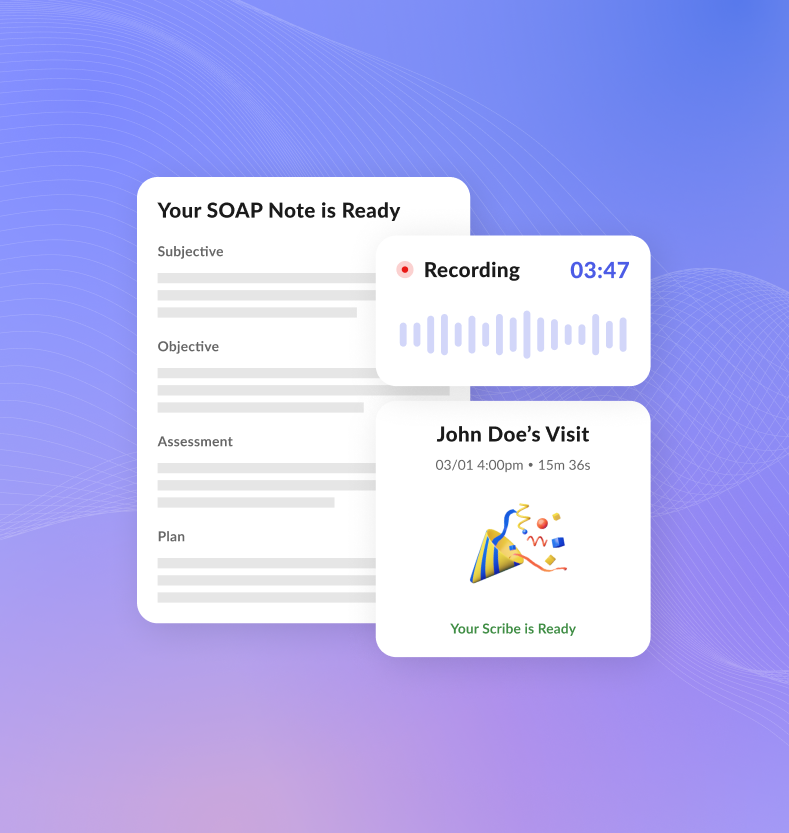 Your SOAP Note is Ready
Subjective
Objective
Assessment
Plan
Recording
03:47
John Doe’s Visit
03/01 4:00pm • 15m 36s
Your Scribe is Ready